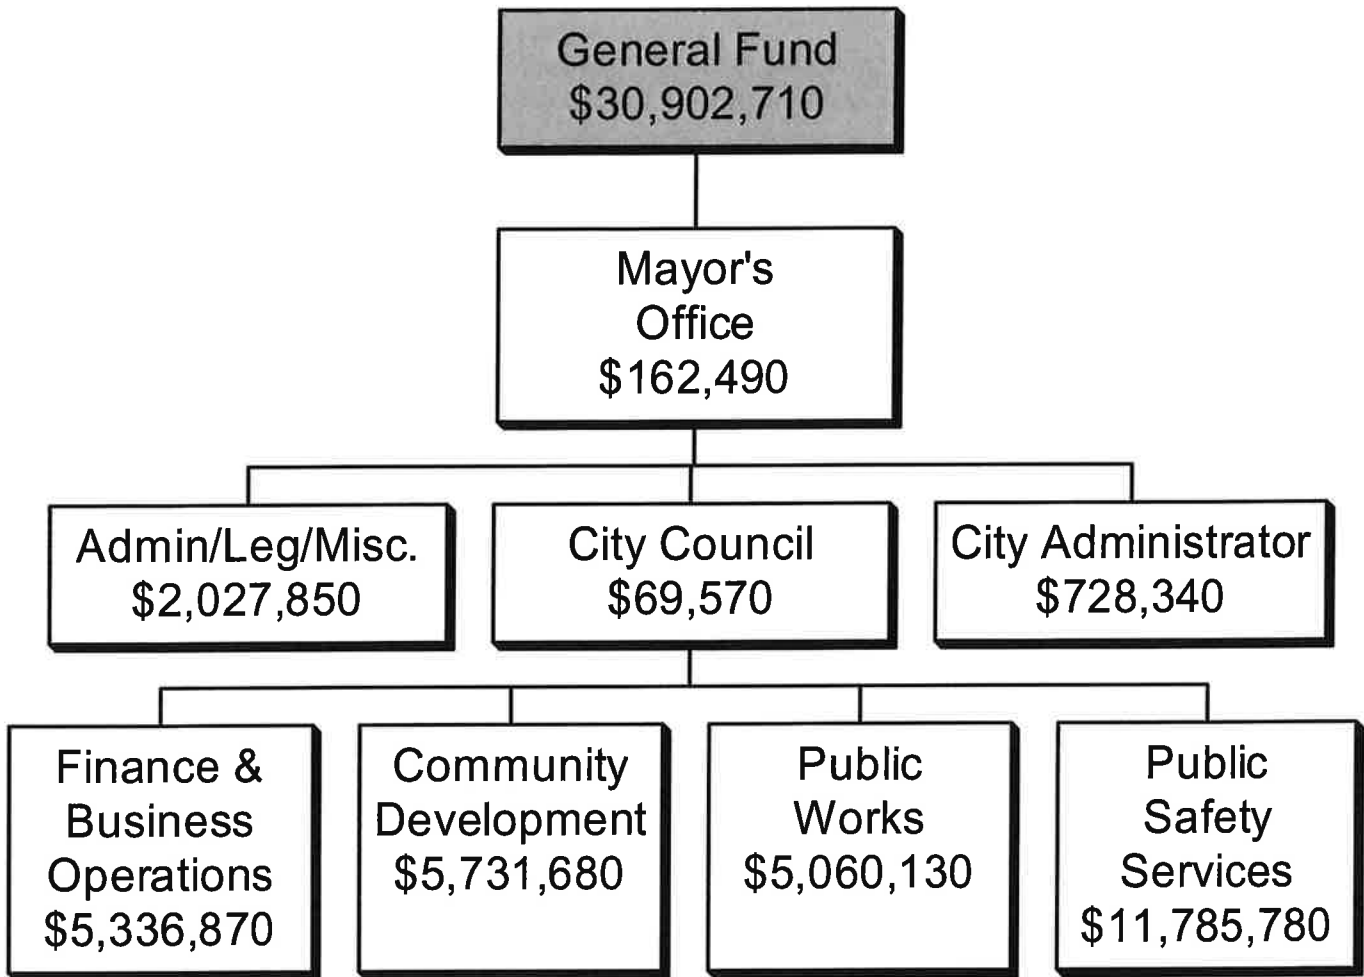 General Fund
$30,902,710
Mayor's
Office
$162,490
Admin/Leg/Misc.
$2,027,850
City Council
$69,570
City Administrator
$728,340
Finance &
Business
Operations
$5,336,870
Community
Development
$5,731,680
Public
Works
$5,060,130
Public
Safety
Services
$11,785,780